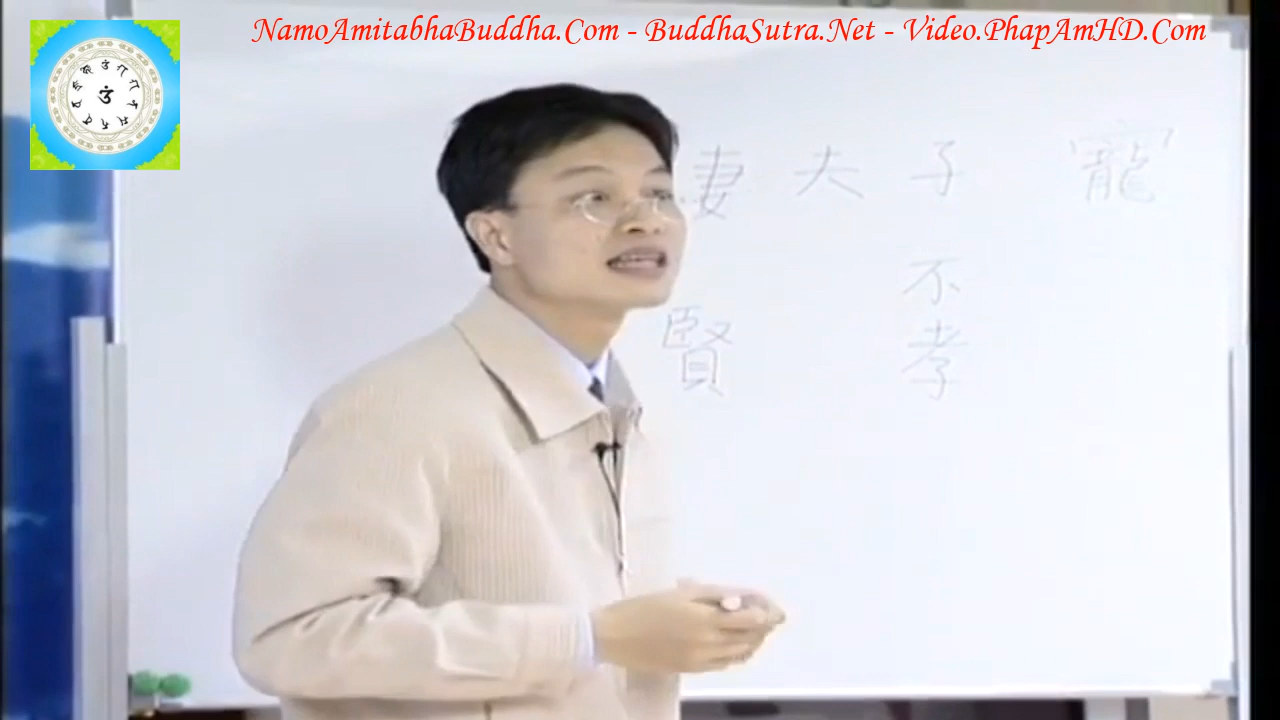 NamoAmitabhaBuddha.Com - BuddhaSutra.Net - Video.PhapAmHD.Com
寵
子不孝
夫
妻賢